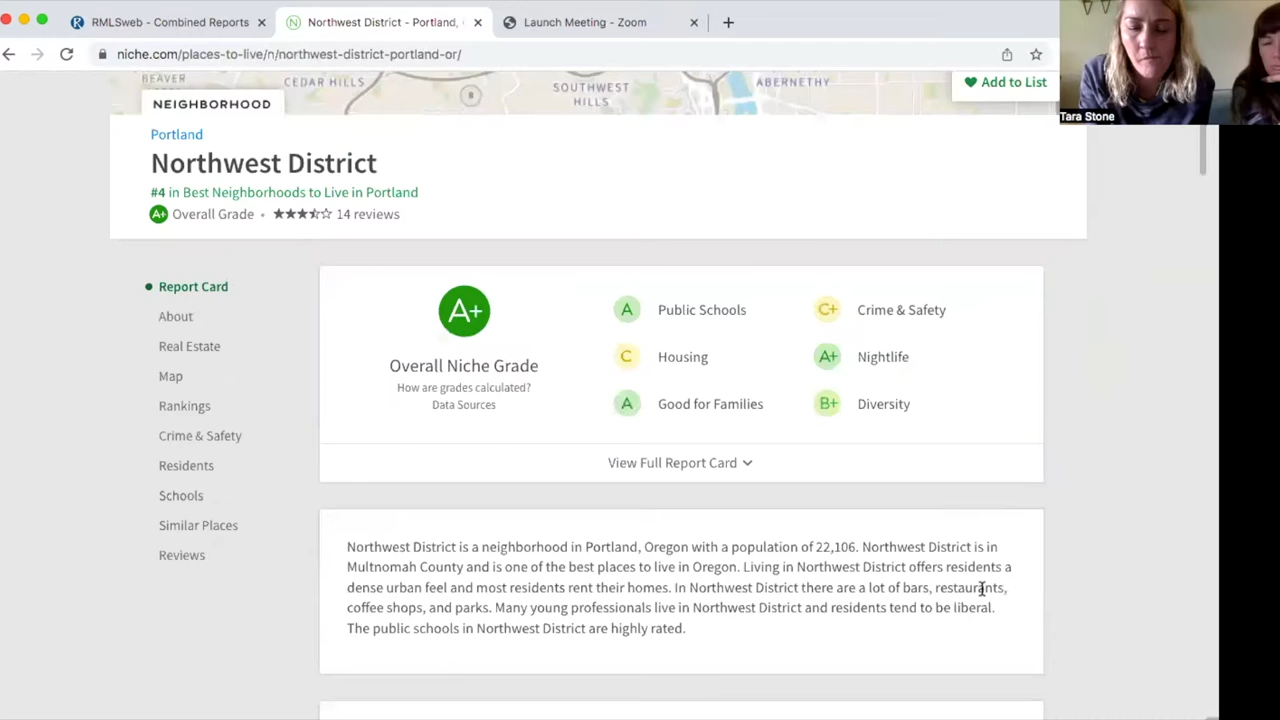 RMLSweb - Combined Reports
Northwest District - Portland,
Launch Meeting - Zoom
niche.com/places-to-live/n/northwest-district-portland-or/
BEAVER
CEDAR HILLS
SOUTHWEST
HILLS
ABERNETHY
Add to List
Tara Stone
NEIGHBORHOOD
Portland
Northwest District
#4 in Best Neighborhoods to Live in Portland
A+ Overall Grade • 14 reviews
Report Card
About
Real Estate
Map
Rankings
Crime & Safety
Residents
Schools
Similar Places
Reviews
A+
Overall Niche Grade
How are grades calculated?
Data Sources
A Public Schools
C Housing
A Good for Families
C+ Crime & Safety
A+ Nightlife
B+ Diversity
View Full Report Card
Northwest District is a neighborhood in Portland, Oregon with a population of 22,106. Northwest District is in
Multnomah County and is one of the best places to live in Oregon. Living in Northwest District offers residents a
dense urban feel and most residents rent their homes. In Northwest District there are a lot of bars, restaurants,
coffee shops, and parks. Many young professionals live in Northwest District and residents tend to be liberal.
The public schools in Northwest District are highly rated.